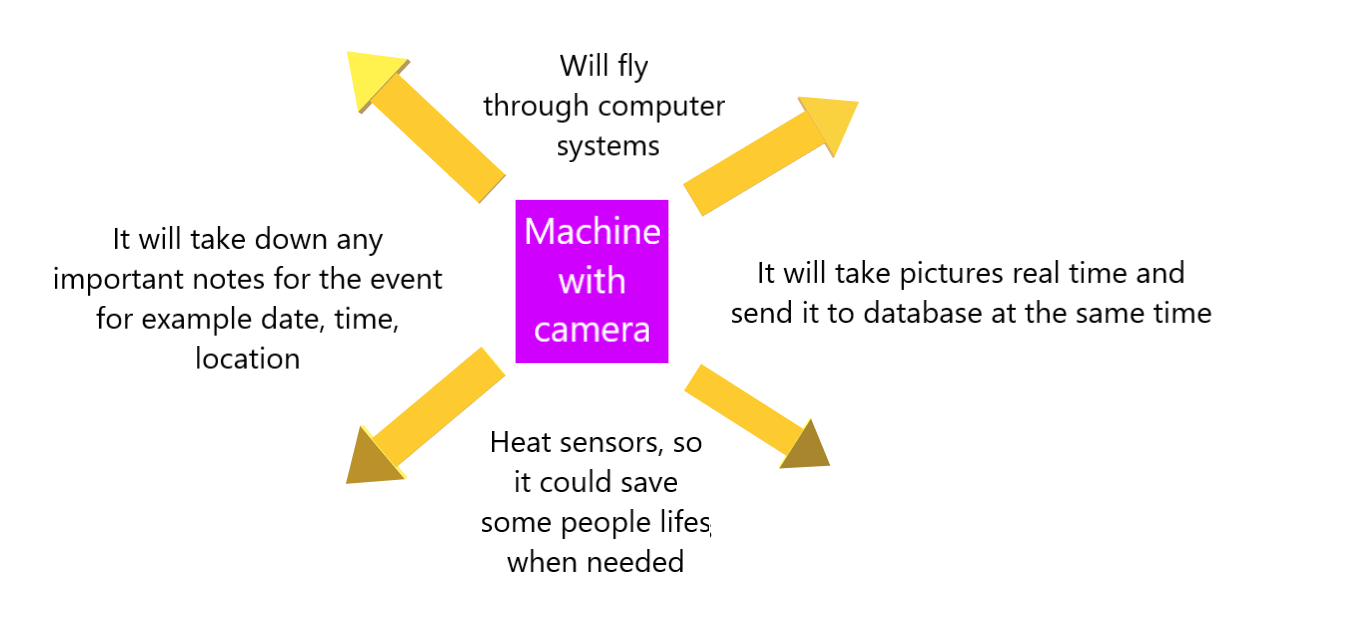 Will fly
through computer
systems
Machine
with
camera
It will take down any
important notes for the event
for example date, time,
location
It will take pictures real time and
send it to database at the same time
Heat sensors, so
it could save
some people lifes,
when needed